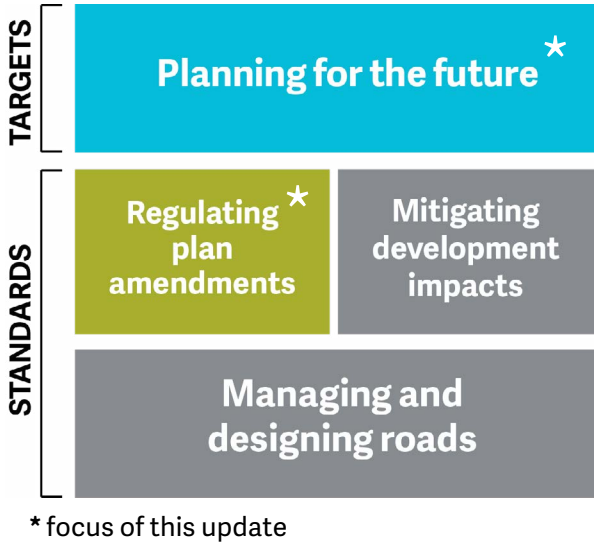 TARGETS
Planning for the future *
STANDARDS
Regulating *
plan
amendments
Mitigating
development
impacts
Managing and
designing roads
* focus of this update